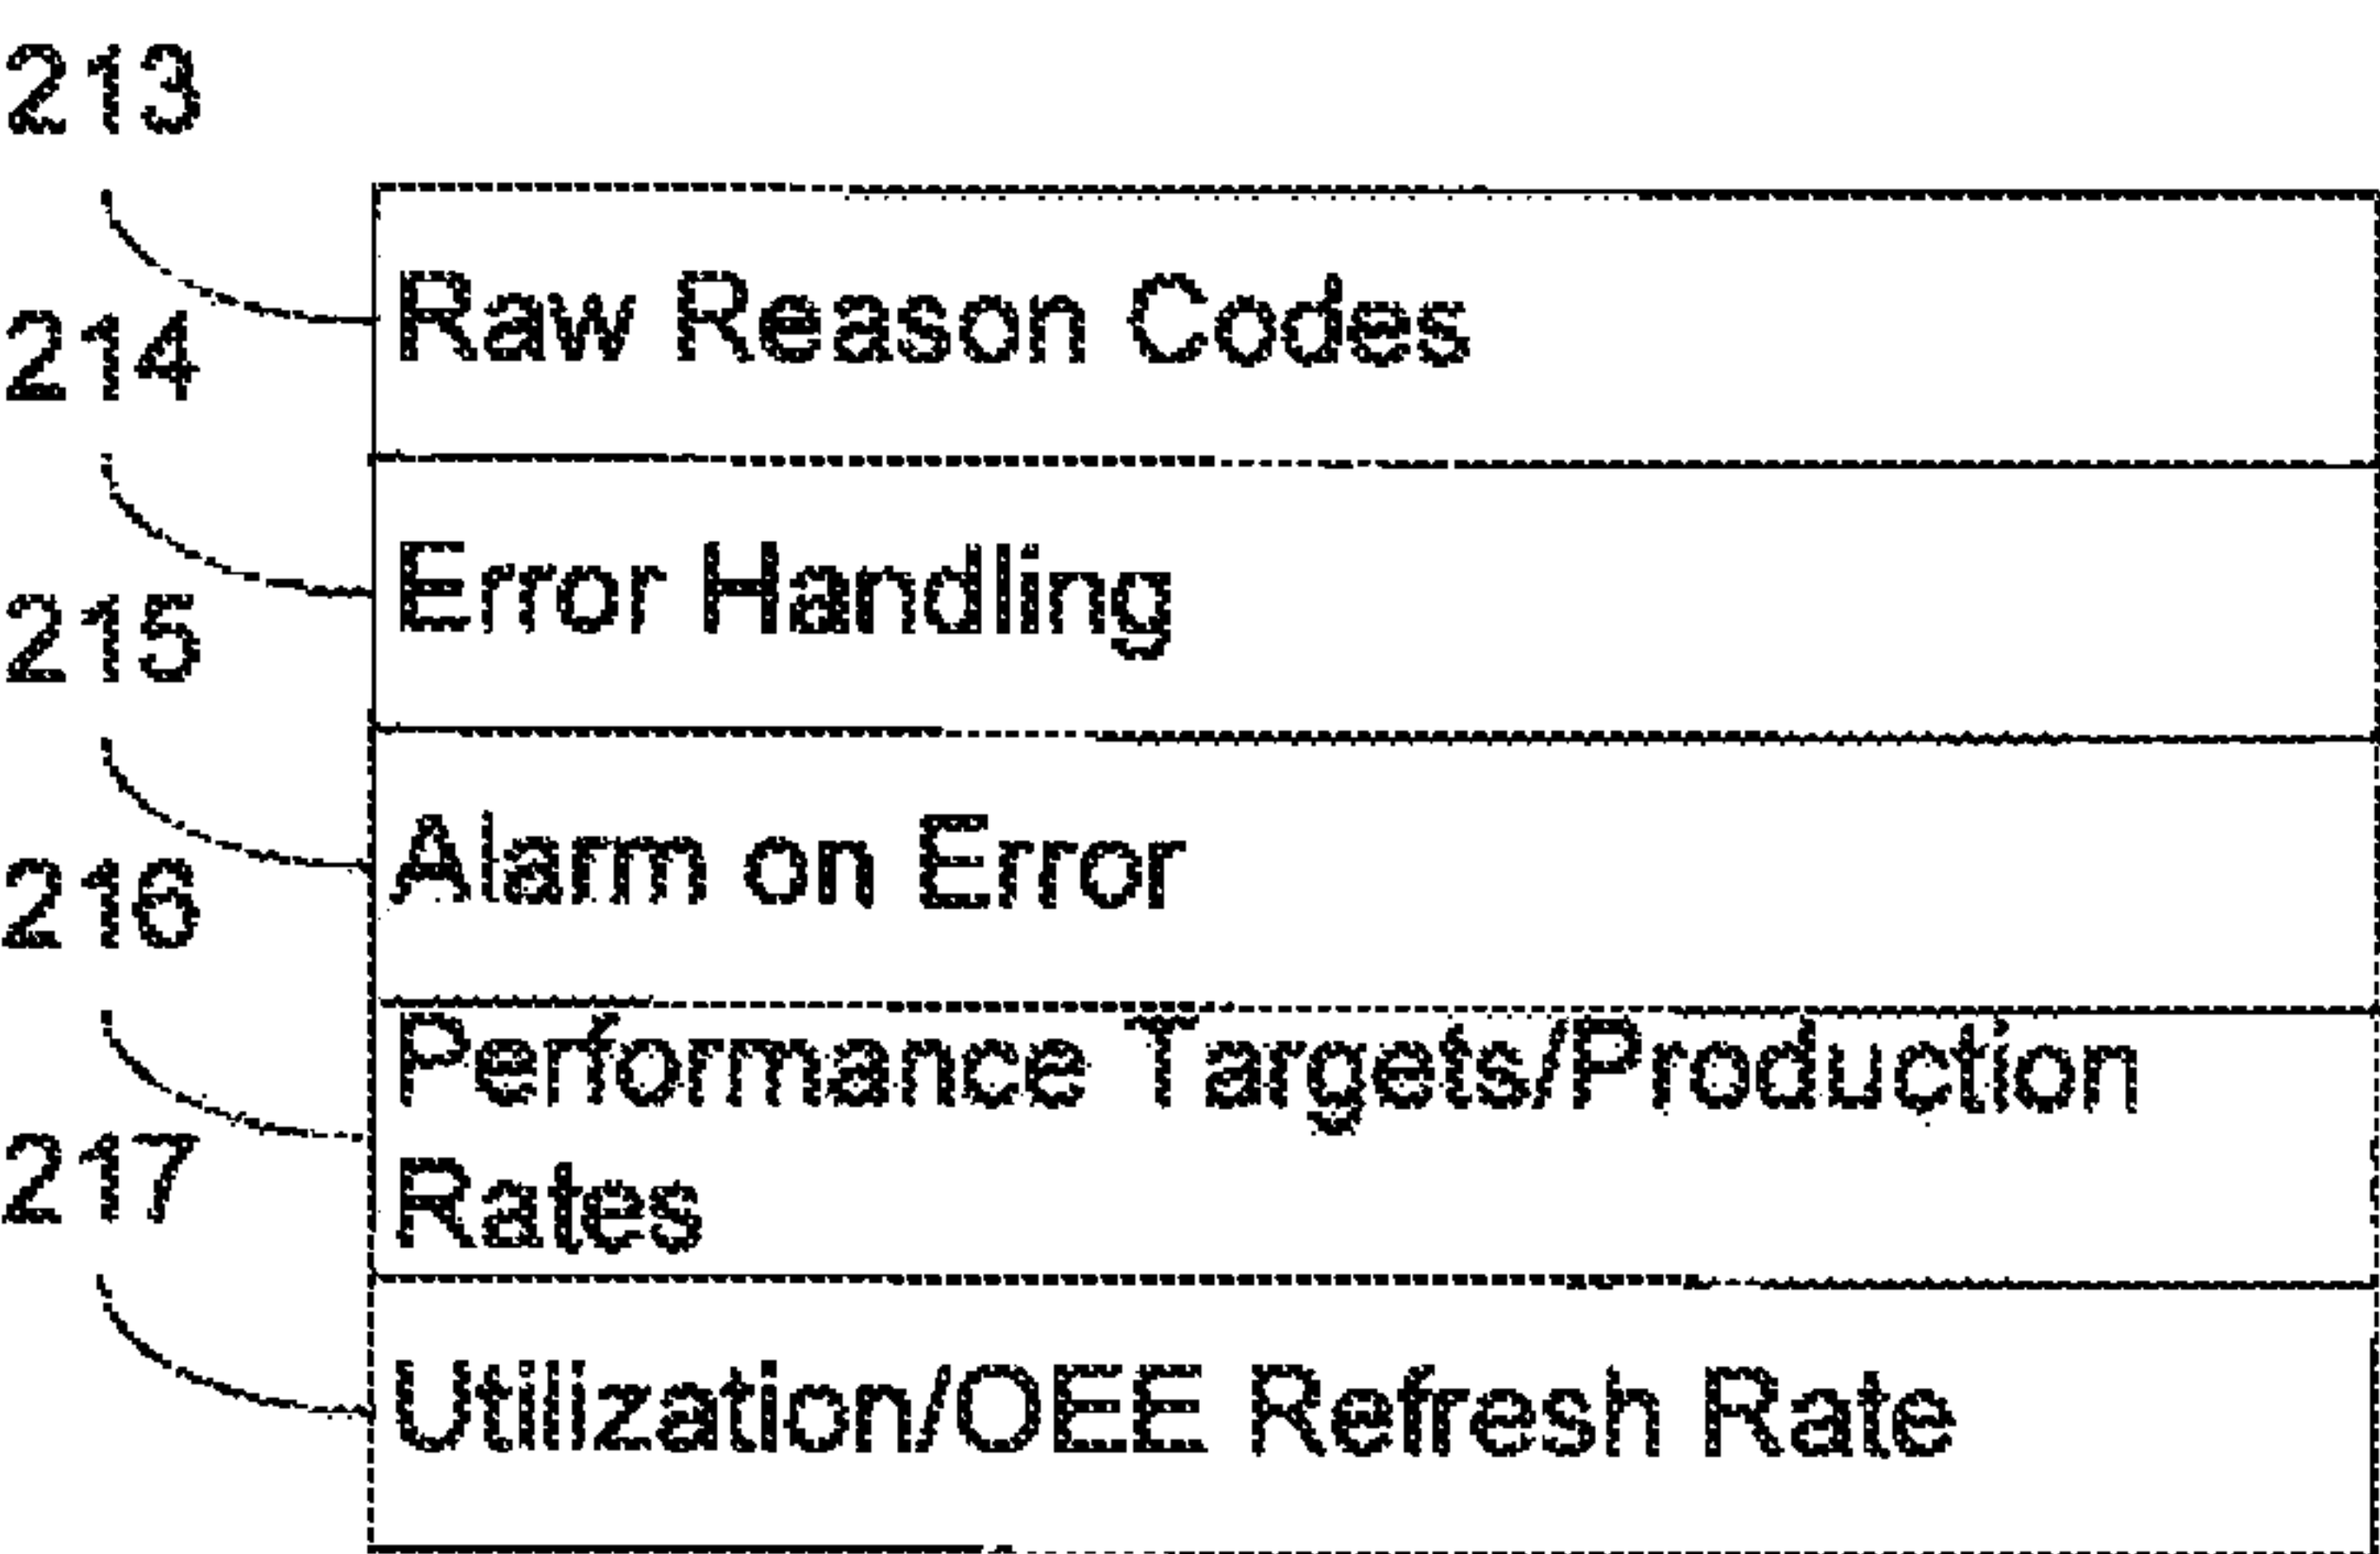 213
Raw Reason Codes
214
Error Handling
215
Alarm on Error
216
Performance Targets/Production
Rates
217
Utilization/OEE Refresh Rate